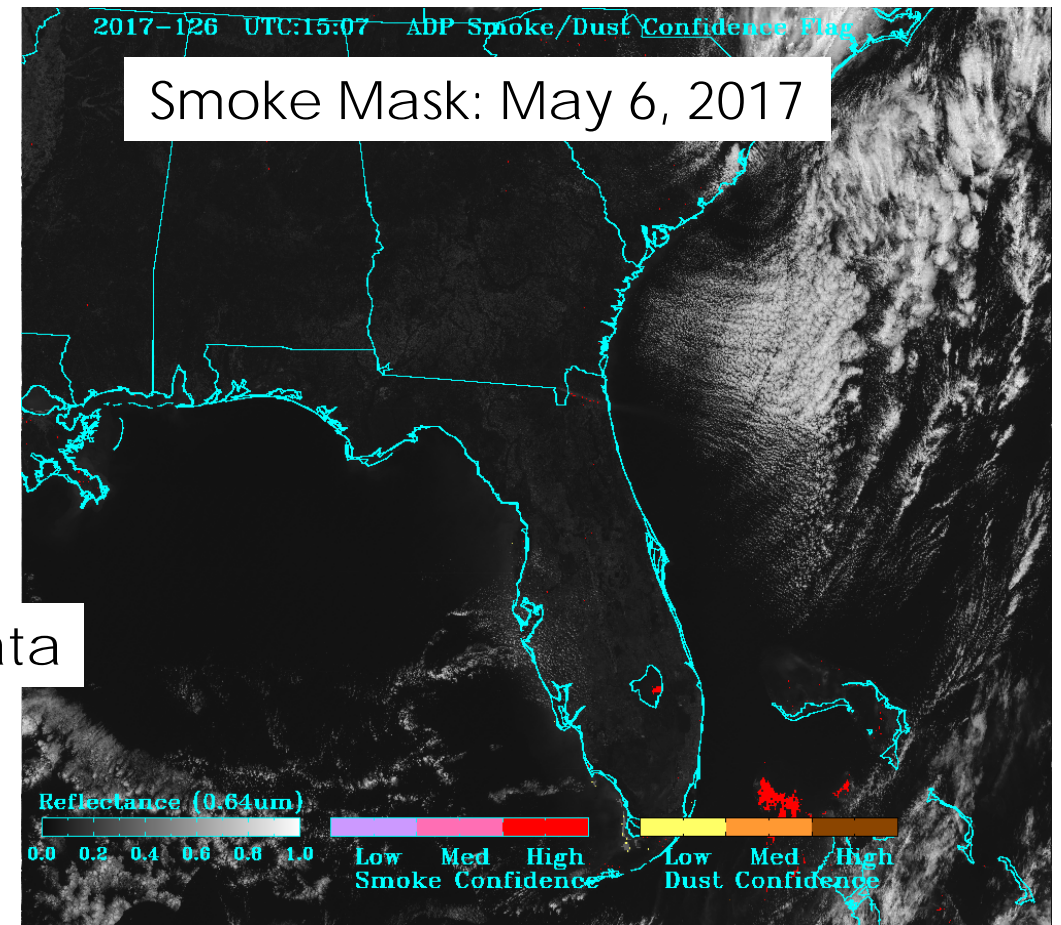 2017-126 UTC:15:07 ADP Smoke/Dust Confidence Flag
Smoke Mask: May 6, 2017
ata
Reflectance (0.64um)
0.0 0.2 0.4 0.6 0.8 1.0
Low Med High
Smoke Confidence
Low Med High
Dust Confidence